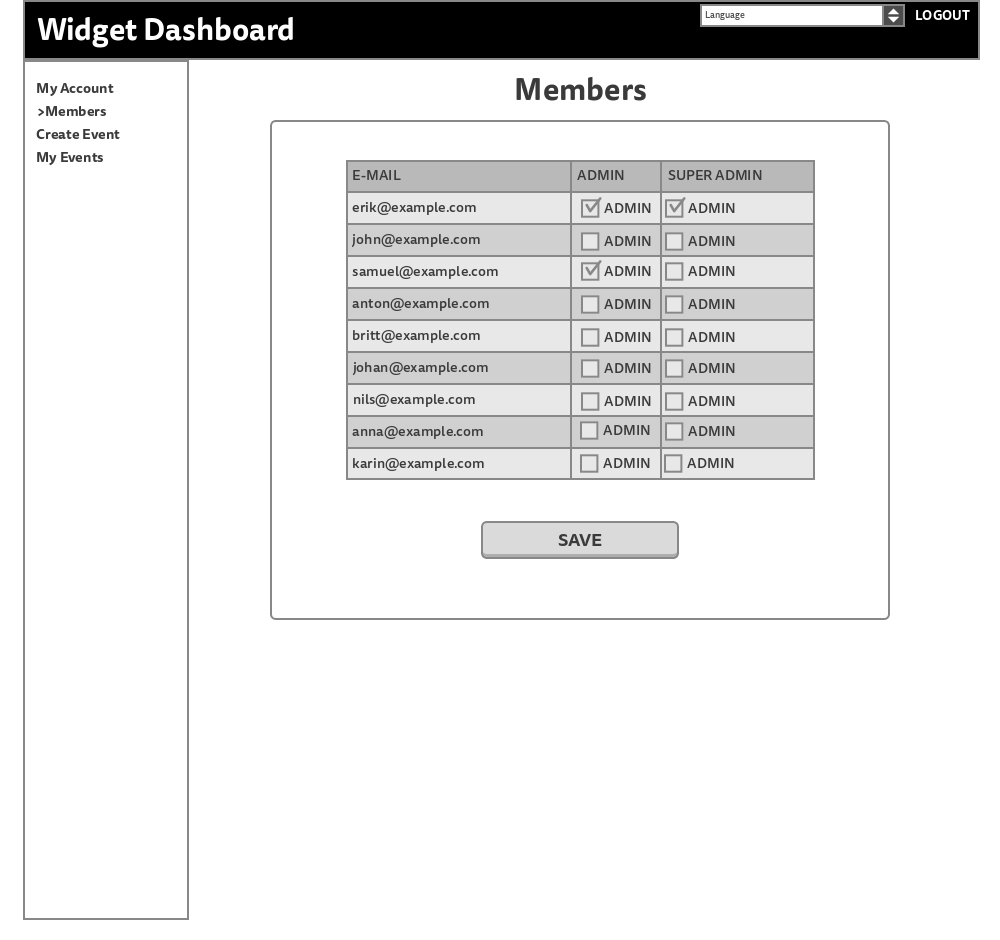 Widget Dashboard
Language
LOGOUT
My Account
>Members
Create Event
My Events
Members
E-MAIL ADMIN SUPER ADMIN
erik@example.com ADMIN ADMIN
john@example.com ADMIN ADMIN
samuel@example.com ADMIN ADMIN
anton@example.com ADMIN ADMIN
britt@example.com ADMIN ADMIN
johan@example.com ADMIN ADMIN
nils@example.com ADMIN ADMIN
anna@example.com ADMIN ADMIN
karin@example.com ADMIN ADMIN
SAVE